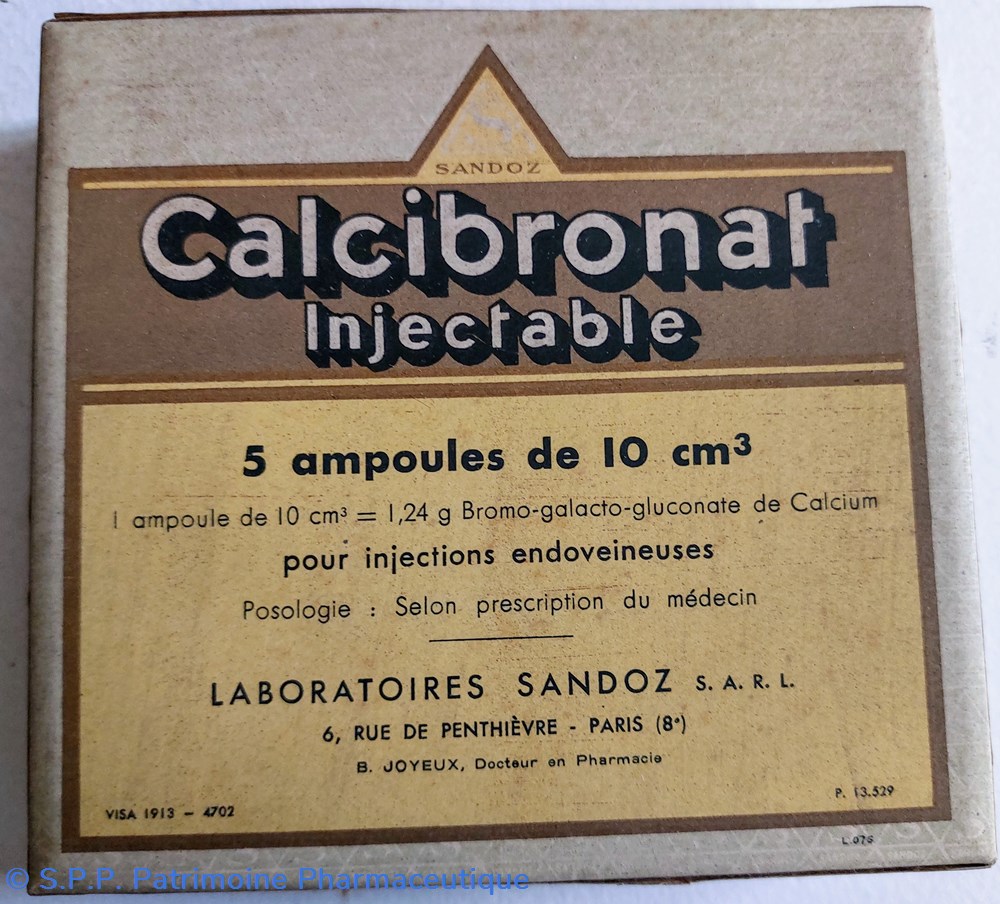 SANDOZ
Calcibronat
Injectable
5 ampoules de 10 cm³
1 ampoule de 10 cm³ = 1,24 g Bromo-galacto-gluconate de Calcium
pour injections endoveineuses
Posologie : Selon prescription du médecin
LABORATOIRES SANDOZ S. A. R. L.
6, RUE DE PENTHIÈVRE - PARIS (8ᵉ)
B. JOYEUX, Docteur en Pharmacie
P. 13.529
VISA 1913 - 4702
L.076
© S.P.P. Patrimoine Pharmaceutique